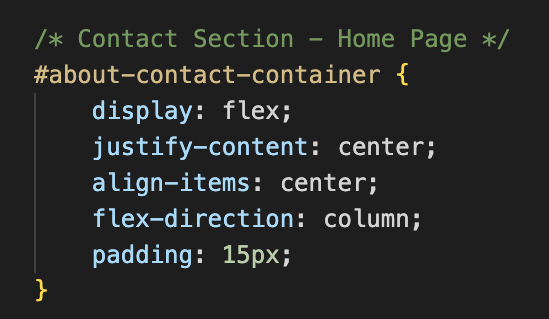 /* Contact Section - Home Page */
#about-contact-container {
    display: flex;
    justify-content: center;
    align-items: center;
    flex-direction: column;
    padding: 15px;
}